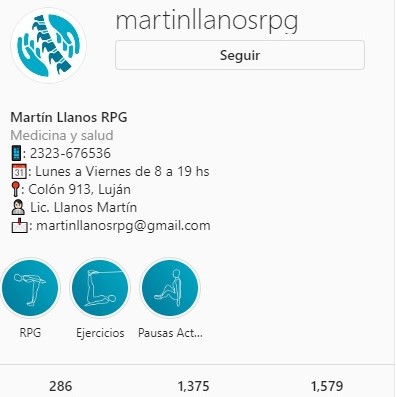 martinllanosrpg
Seguir
Martín Llanos RPG
Medicina y salud
: 2323-676536
31: Lunes a Viernes de 8 a 19 hs
: Colón 913, Luján
Lic. Llanos Martín
: martinllanosrpg@gmail.com
RPG Ejercicios Pausas Act...
286 1,375 1,579